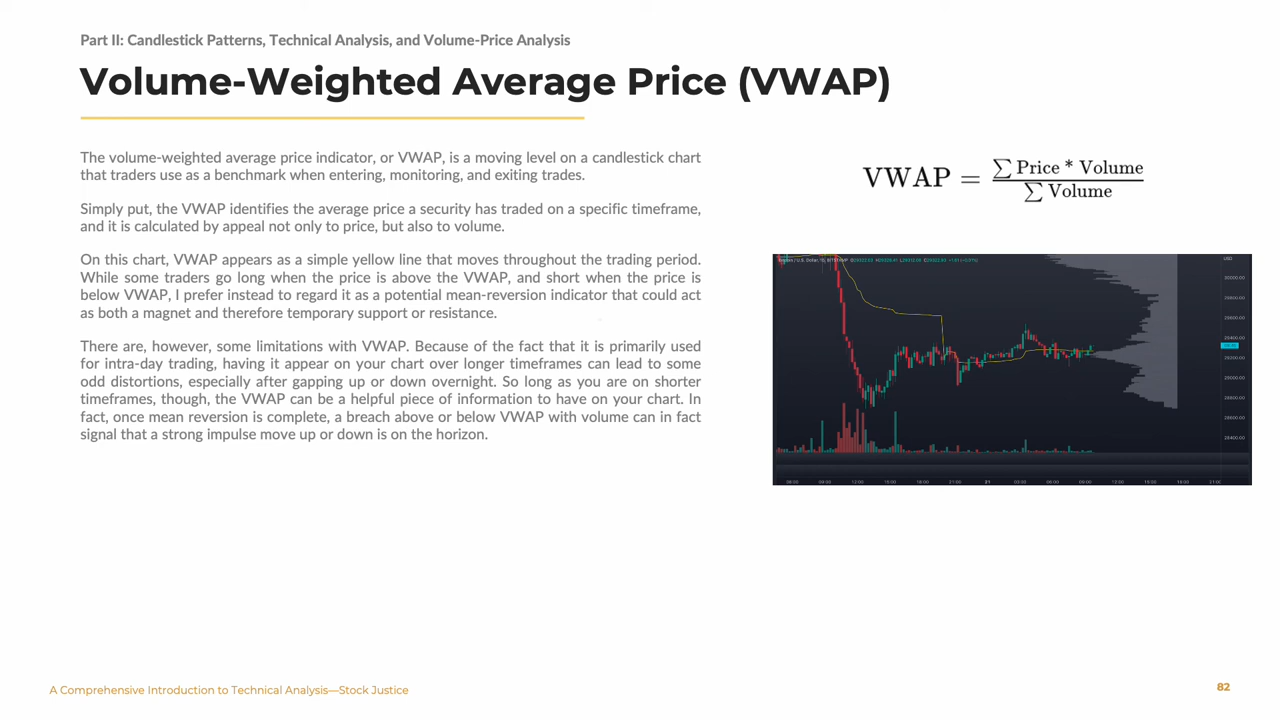 Part II: Candlestick Patterns, Technical Analysis, and Volume-Price Analysis
Volume-Weighted Average Price (VWAP)
The volume-weighted average price indicator, or VWAP, is a moving level on a candlestick chart
that traders use as a benchmark when entering, monitoring, and exiting trades.
Simply put, the VWAP identifies the average price a security has traded on a specific timeframe,
and it is calculated by appeal not only to price, but also to volume.
On this chart, VWAP appears as a simple yellow line that moves throughout the trading period.
While some traders go long when the price is above the VWAP, and short when the price is
below VWAP, I prefer instead to regard it as a potential mean-reversion indicator that could act
as both a magnet and therefore temporary support or resistance.
There are, however, some limitations with VWAP. Because of the fact that it is primarily used
for intra-day trading, having it appear on your chart over longer timeframes can lead to some
odd distortions, especially after gapping up or down overnight. So long as you are on shorter
timeframes, though, the VWAP can be a helpful piece of information to have on your chart. In
fact, once mean reversion is complete, a breach above or below VWAP with volume can in fact
signal that a strong impulse move up or down is on the horizon.
VWAP = ∑ Price * Volume
∑ Volume
USD
A Comprehensive Introduction to Technical Analysis—Stock Justice
82